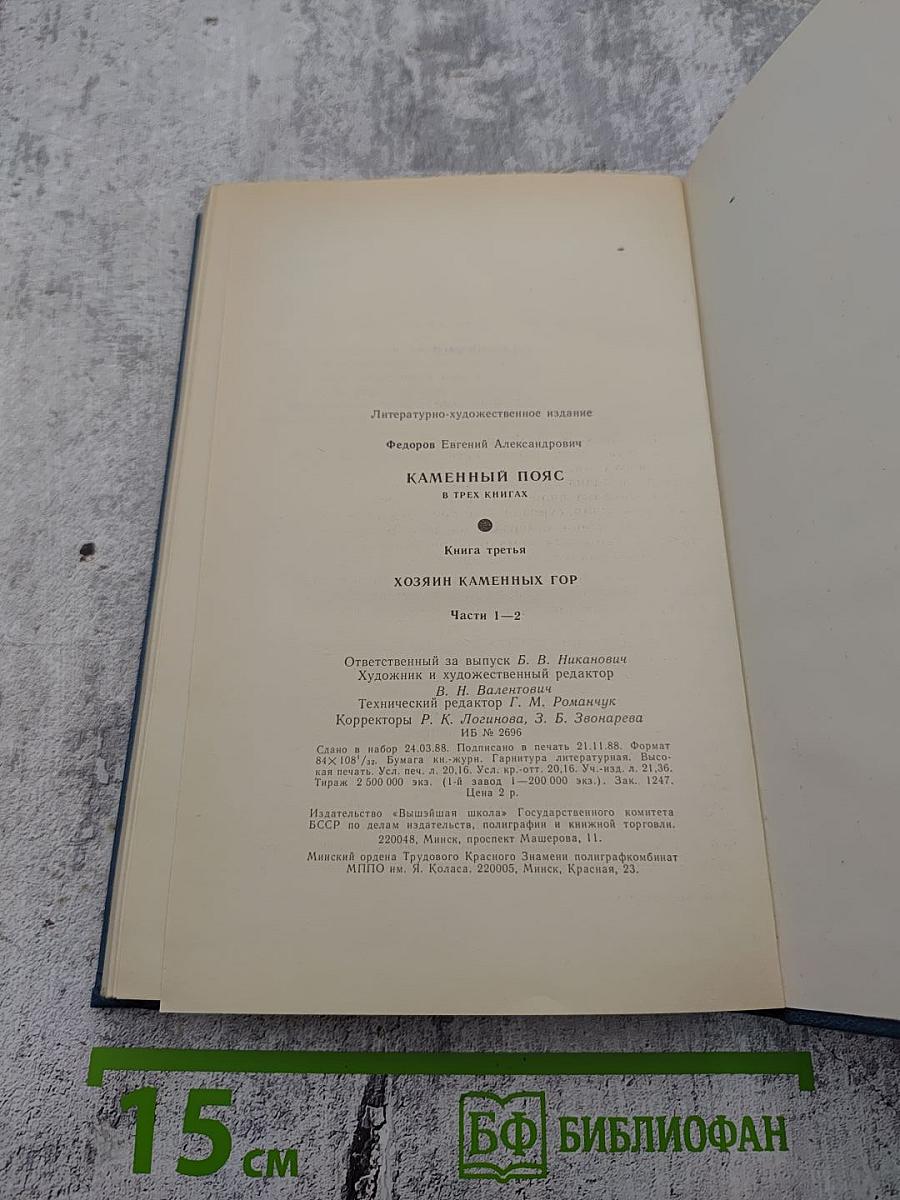 Литературно-художественное издание
Федоров Евгений Александрович
КАМЕННЫЙ ПОЯС
В ТРЕХ КНИГАХ
Книга третья
ХОЗЯИН КАМЕННЫХ ГОР
Части 1—2
Ответственный за выпуск Б. В. Никанович
Художник и художественный редактор
В. Н. Валентович
Технический редактор Г. М. Романчук
Корректоры Р. К. Логинова, З. Б. Звонарева
ИБ № 2696
Сдано в набор 24.03.88. Подписано в печать 21.11.88. Формат
84×108¹/₃₂. Бумага кн.-журн. Гарнитура литературная. Высо-
кая печать. Усл. печ. л. 20,16. Усл. кр.-отт. 20,16. Уч.-изд. л. 21,36.
Тираж 2 500 000 экз. (1-й завод 1—200 000 экз.). Зак. 1247.
Цена 2 р.
Издательство «Вышэйшая школа» Государственного комитета
БССР по делам издательств, полиграфии и книжной торговли.
220048, Минск, проспект Машерова, 11.
Минский ордена Трудового Красного Знамени полиграфкомбинат
МППО им. Я. Коласа. 220005, Минск, Красная, 23.
15 см
БФ БИБЛИОФАН